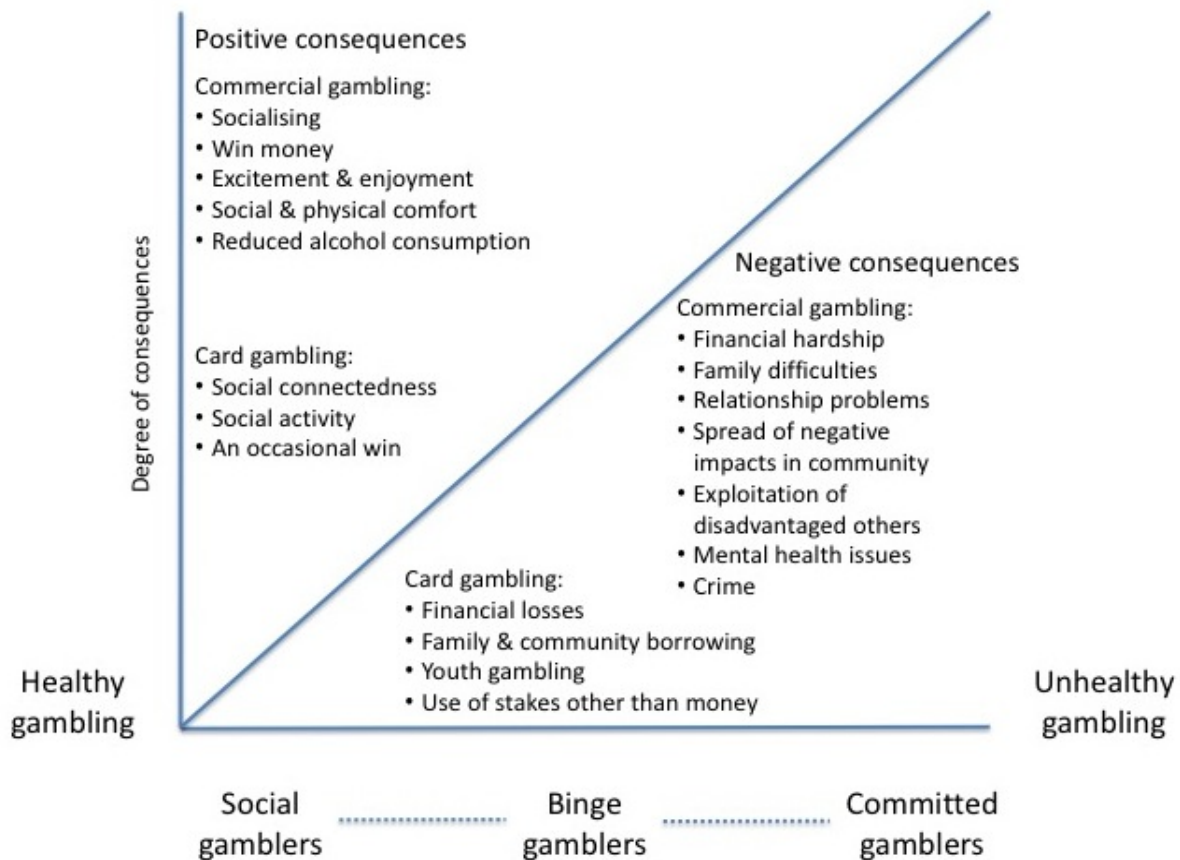 Positive consequences
Commercial gambling:
• Socialising
• Win money
• Excitement & enjoyment
• Social & physical comfort
• Reduced alcohol consumption
Card gambling:
• Social connectedness
• Social activity
• An occasional win
Degree of consequences
Negative consequences
Commercial gambling:
• Financial hardship
• Family difficulties
• Relationship problems
• Spread of negative
impacts in community
• Exploitation of
disadvantaged others
• Mental health issues
• Crime
Card gambling:
• Financial losses
• Family & community borrowing
• Youth gambling
• Use of stakes other than money
Healthy
gambling
Unhealthy
gambling
Social
gamblers
Binge
gamblers
Committed
gamblers